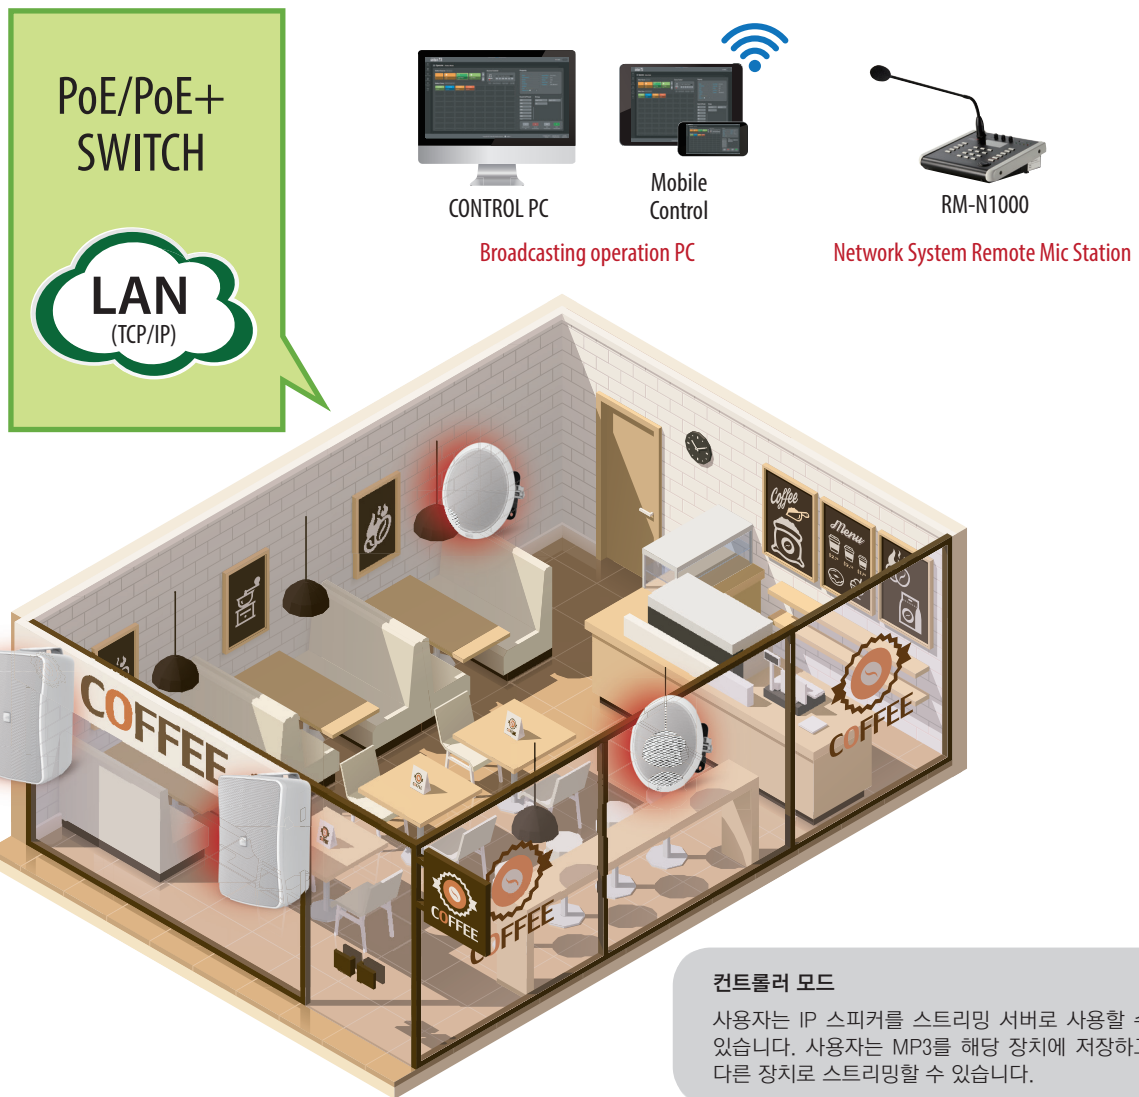 PoE/PoE+
SWITCH
LAN
(TCP/IP)
CONTROL PC
Mobile
Control
Broadcasting operation PC
RM-N1000
Network System Remote Mic Station
Coffee
Menu
COFFEE
COFFEE
COFFEE
COFFEE
컨트롤러 모드
사용자는 IP 스피커를 스트리밍 서버로 사용할 수
있습니다. 사용자는 MP3를 해당 장치에 저장하고
다른 장치로 스트리밍할 수 있습니다.